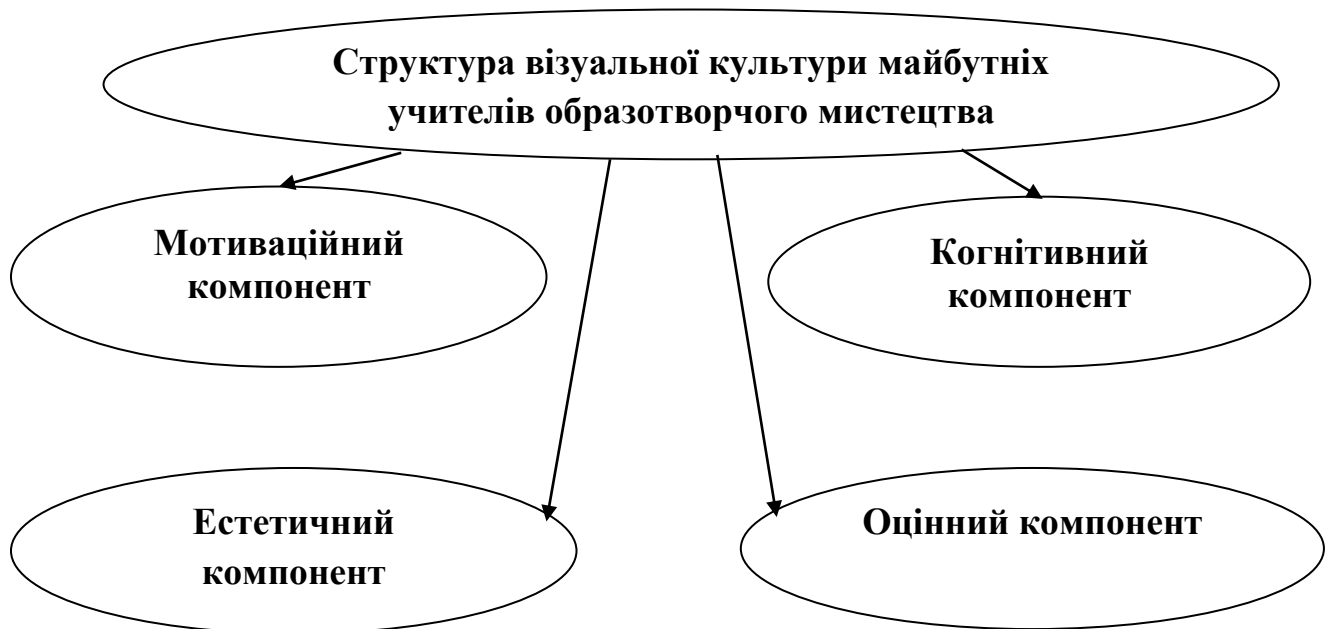 Структура візуальної культури майбутніх
учителів образотворчого мистецтва
Мотиваційний
компонент
Когнітивний
компонент
Естетичний
компонент
Оцінний компонент